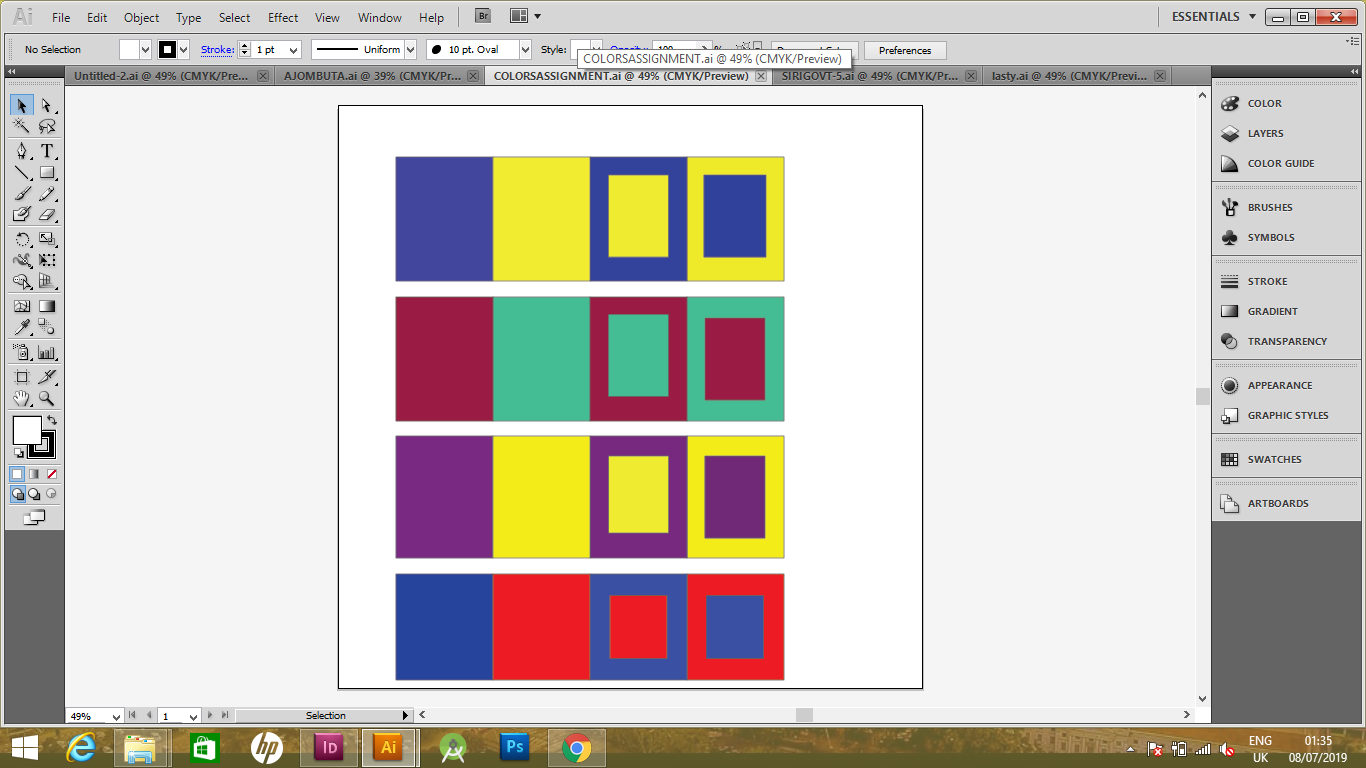 Ai File Edit Object Type Select Effect View Window Help Br ESSENTIALS
No Selection Stroke: 1 pt Uniform 10 pt. Oval Style: Preferences
COLORSASSIGNMENT.ai @ 49% (CMYK/Preview)
Untitled-2.ai @ 49% (CMYK/Pre... AJOMBUTA.ai @ 39% (CMYK/Pr... COLORSASSIGNMENT.ai @ 49% (CMYK/Preview) SIRIGOVT-5.ai @ 49% (CMYK/Pr... lasty.ai @ 49% (CMYK/Previ...
COLOR
LAYERS
COLOR GUIDE
BRUSHES
SYMBOLS
STROKE
GRADIENT
TRANSPARENCY
APPEARANCE
GRAPHIC STYLES
SWATCHES
ARTBOARDS
49% 1 Selection
hp Id Ai Ps ENG 01:35
UK 08/07/2019